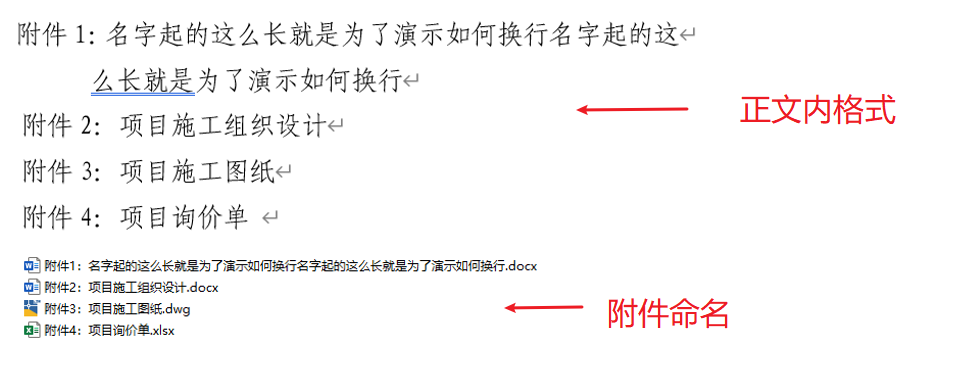 附件 1: 名字起的这么长就是为了演示如何换行名字起的这↵
么长就是为了演示如何换行↵
附件 2：项目施工组织设计↵
正文内格式
附件 3：项目施工图纸↵
附件 4：项目询价单 ↵
附件1：名字起的这么长就是为了演示如何换行名字起的这么长就是为了演示如何换行.docx
附件2：项目施工组织设计.docx
附件3：项目施工图纸.dwg
附件命名
附件4：项目询价单.xlsx